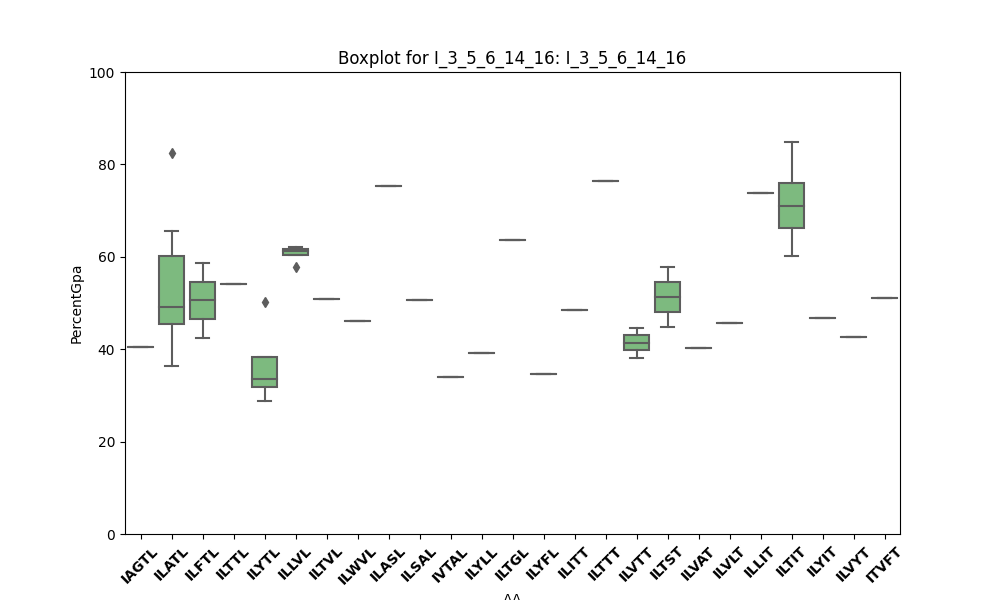 Boxplot for I_3_5_6_14_16: I_3_5_6_14_16
100
80
60
40
20
0
PercentGpa
IAGTL
ILATL
ILFTL
ILTTL
ILYTL
ILLVL
ILTVL
ILWVL
ILASL
ILSAL
IVTAL
ILYLL
ILTGL
ILYFL
ILITT
ILTTT
ILVTT
ILTST
ILVAT
ILVLT
ILLIT
ILTIT
ILYIT
ILVYT
ITVFT
AA